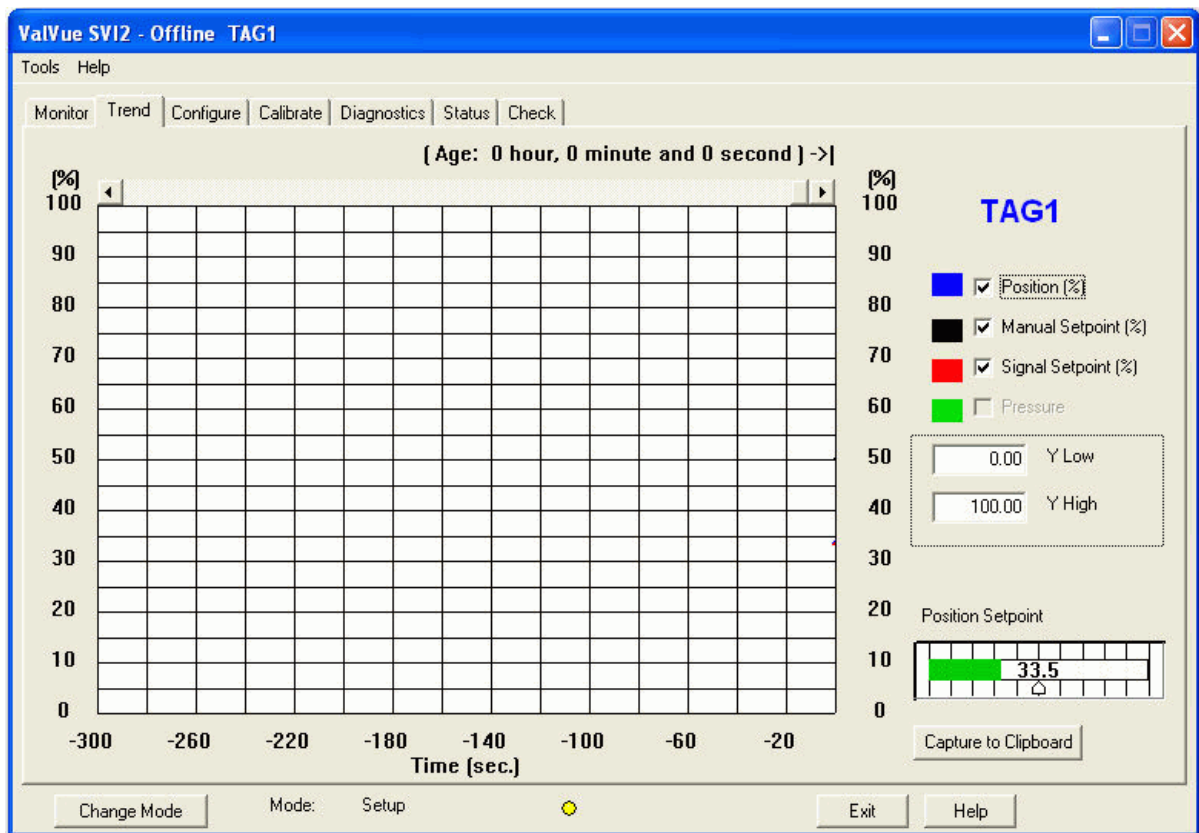 ValVue SVI2 - Offline TAG1
Tools Help
Monitor Trend Configure Calibrate Diagnostics Status Check
( Age: 0 hour, 0 minute and 0 second ) ->|
(%) (%)
100 100
90 90
80 80
70 70
60 60
50 50
40 40
30 30
20 20
10 10
0 0
-300 -260 -220 -180 -140 -100 -60 -20
Time (sec.)
TAG1
Position (%)
Manual Setpoint (%)
Signal Setpoint (%)
Pressure
0.00 Y Low
100.00 Y High
Position Setpoint
33.5
Capture to Clipboard
Change Mode Mode: Setup Exit Help